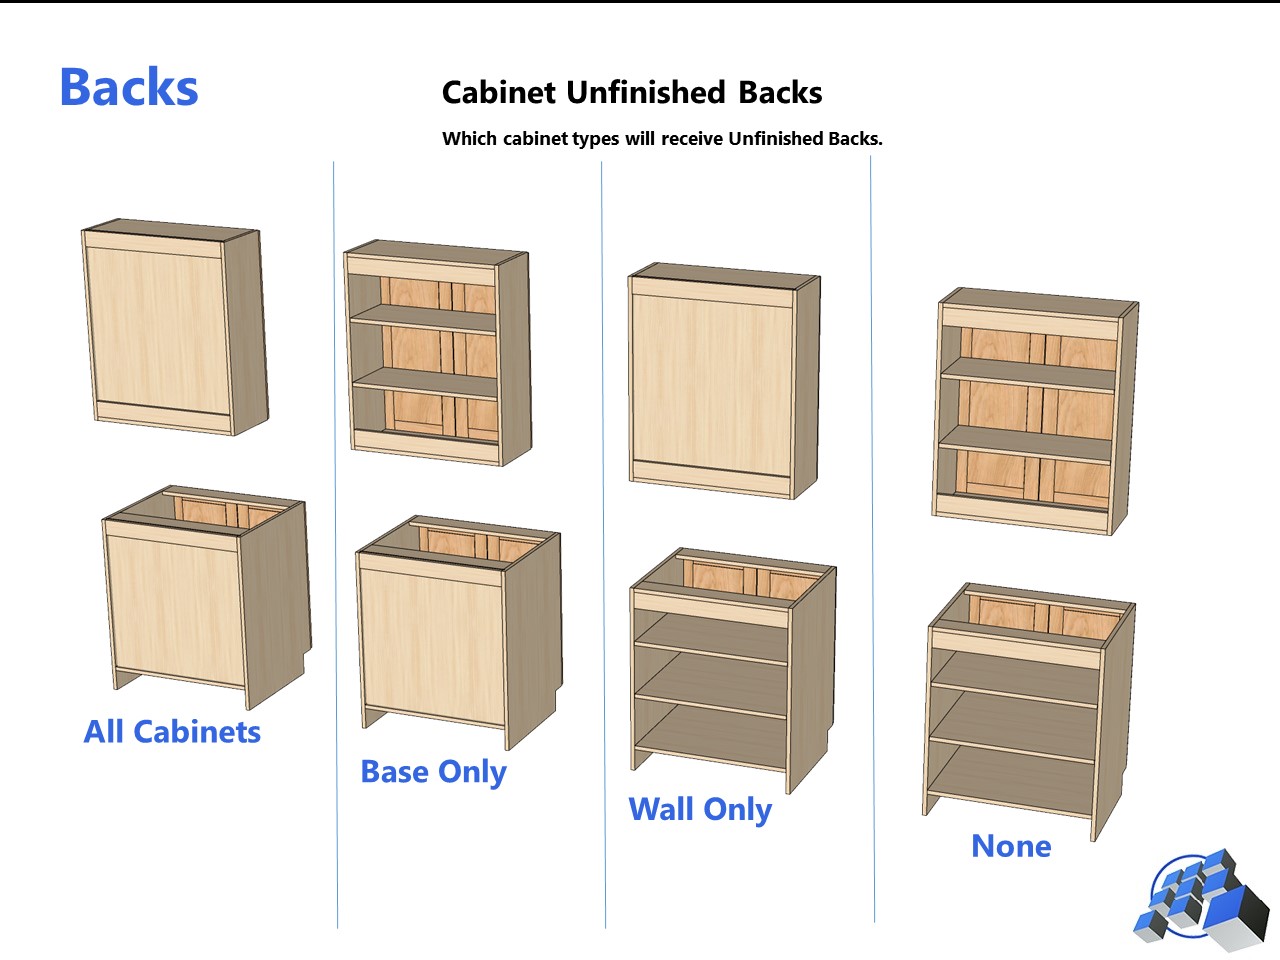 Backs
Cabinet Unfinished Backs
Which cabinet types will receive Unfinished Backs.
All Cabinets
Base Only
Wall Only
None